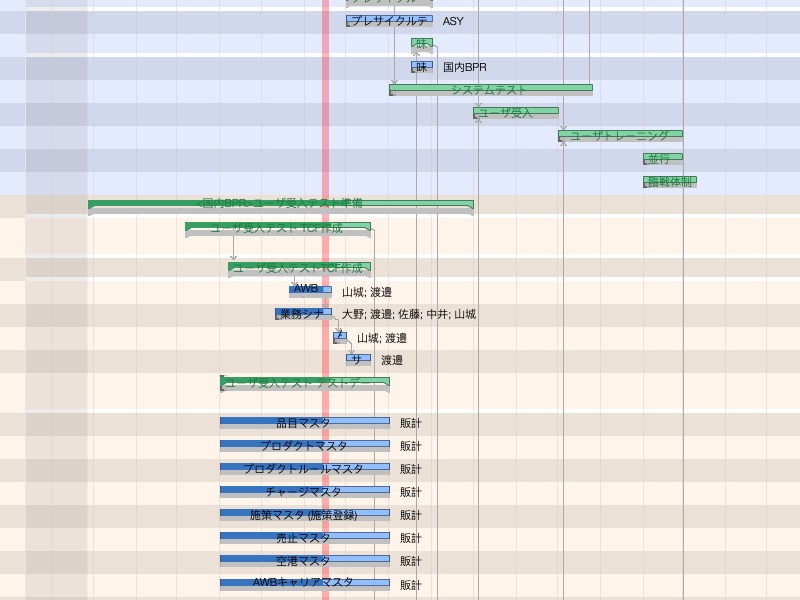 プレサイクルテ ASY
昧
昧 国内BPR
システムテスト
ユーザ受入
ユーザトレーニング
並行
臨戦体制
<国内BPR>ユーザ受入テスト準備
ユーザ受入テスト TCF作成
ユーザ受入テストTCF作成
AWB 山城; 渡邉
業務シナ 大野; 渡邉; 佐藤; 中井; 山城
山城; 渡邉
サ 渡邉
ユーザ受入テスト テストデー
品目マスタ 販計
プロダクトマスタ 販計
プロダクトルールマスタ 販計
チャージマスタ 販計
施策マスタ (施策登録) 販計
売止マスタ 販計
空港マスタ 販計
AWBキャリアマスタ 販計